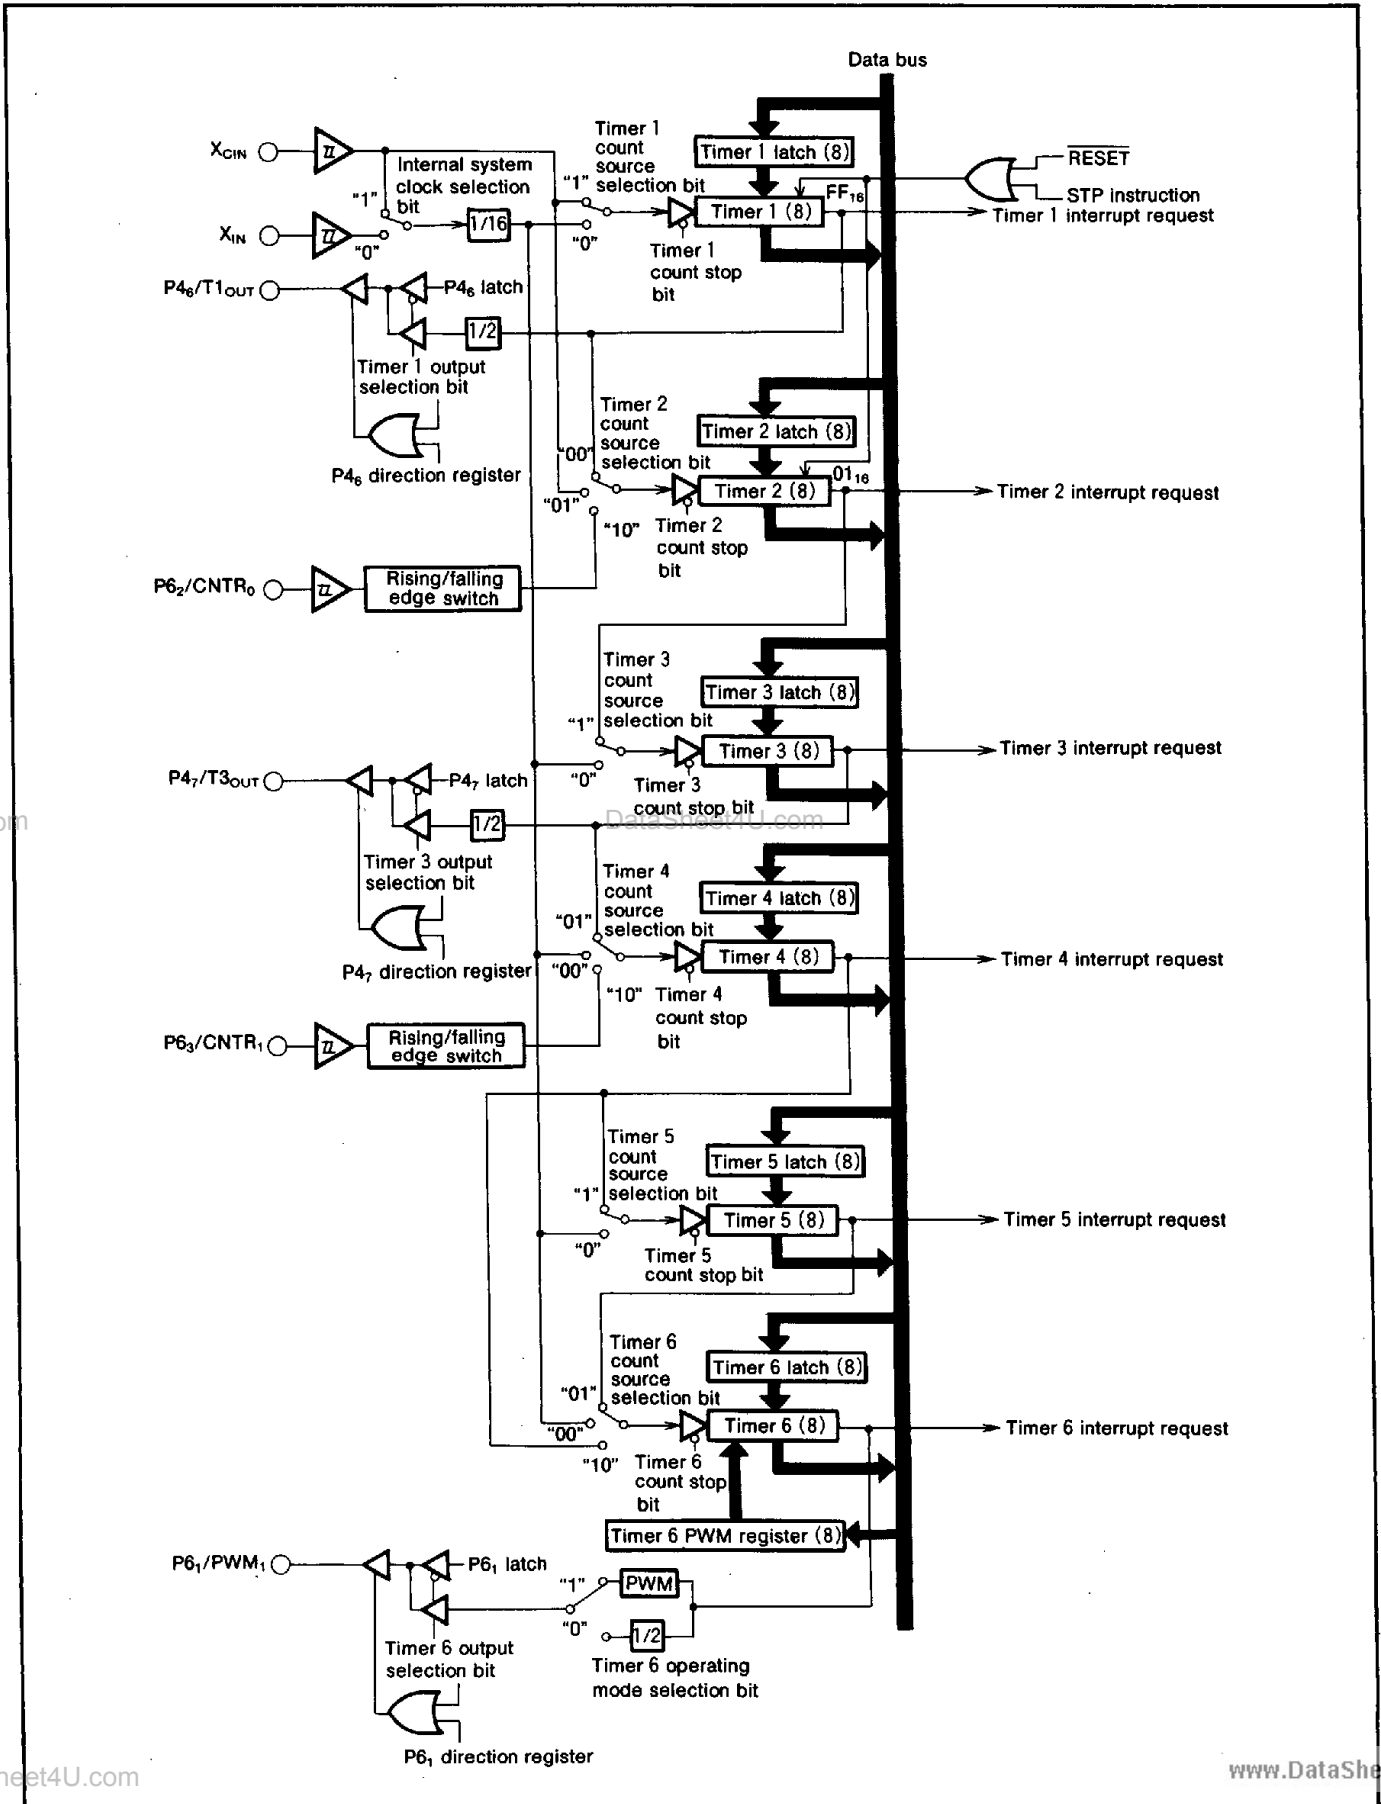 Data bus
XCIN
Internal system
clock selection
bit
"1"
XIN
"0"
1/16
Timer 1
count
source
selection bit
"1"
"0"
Timer 1 latch (8)
Timer 1 (8)
FF16
RESET
STP instruction
Timer 1 interrupt request
Timer 1
count stop
bit
P46/T1OUT
P46 latch
1/2
Timer 1 output
selection bit
P46 direction register
Timer 2
count
source
selection bit
"00"
"01"
"10"
Timer 2 latch (8)
Timer 2 (8)
0116
Timer 2 interrupt request
Timer 2
count stop
bit
P62/CNTR0
Rising/falling
edge switch
Timer 3
count
source
selection bit
"1"
"0"
Timer 3 latch (8)
Timer 3 (8)
Timer 3 interrupt request
Timer 3
count stop bit
P47/T3OUT
P47 latch
1/2
om
DataSheet4U.com
Timer 3 output
selection bit
P47 direction register
Timer 4
count
source
selection bit
"01"
"00"
"10"
Timer 4 latch (8)
Timer 4 (8)
Timer 4 interrupt request
Timer 4
count stop
bit
P63/CNTR1
Rising/falling
edge switch
Timer 5
count
source
selection bit
"1"
"0"
Timer 5 latch (8)
Timer 5 (8)
Timer 5 interrupt request
Timer 5
count stop bit
Timer 6
count
source
selection bit
"01"
"00"
"10"
Timer 6 latch (8)
Timer 6 (8)
Timer 6 interrupt request
Timer 6
count stop
bit
Timer 6 PWM register (8)
P61/PWM1
P61 latch
"1"
PWM
"0"
1/2
Timer 6 output
selection bit
Timer 6 operating
mode selection bit
P61 direction register
heet4U.com
www.DataShe